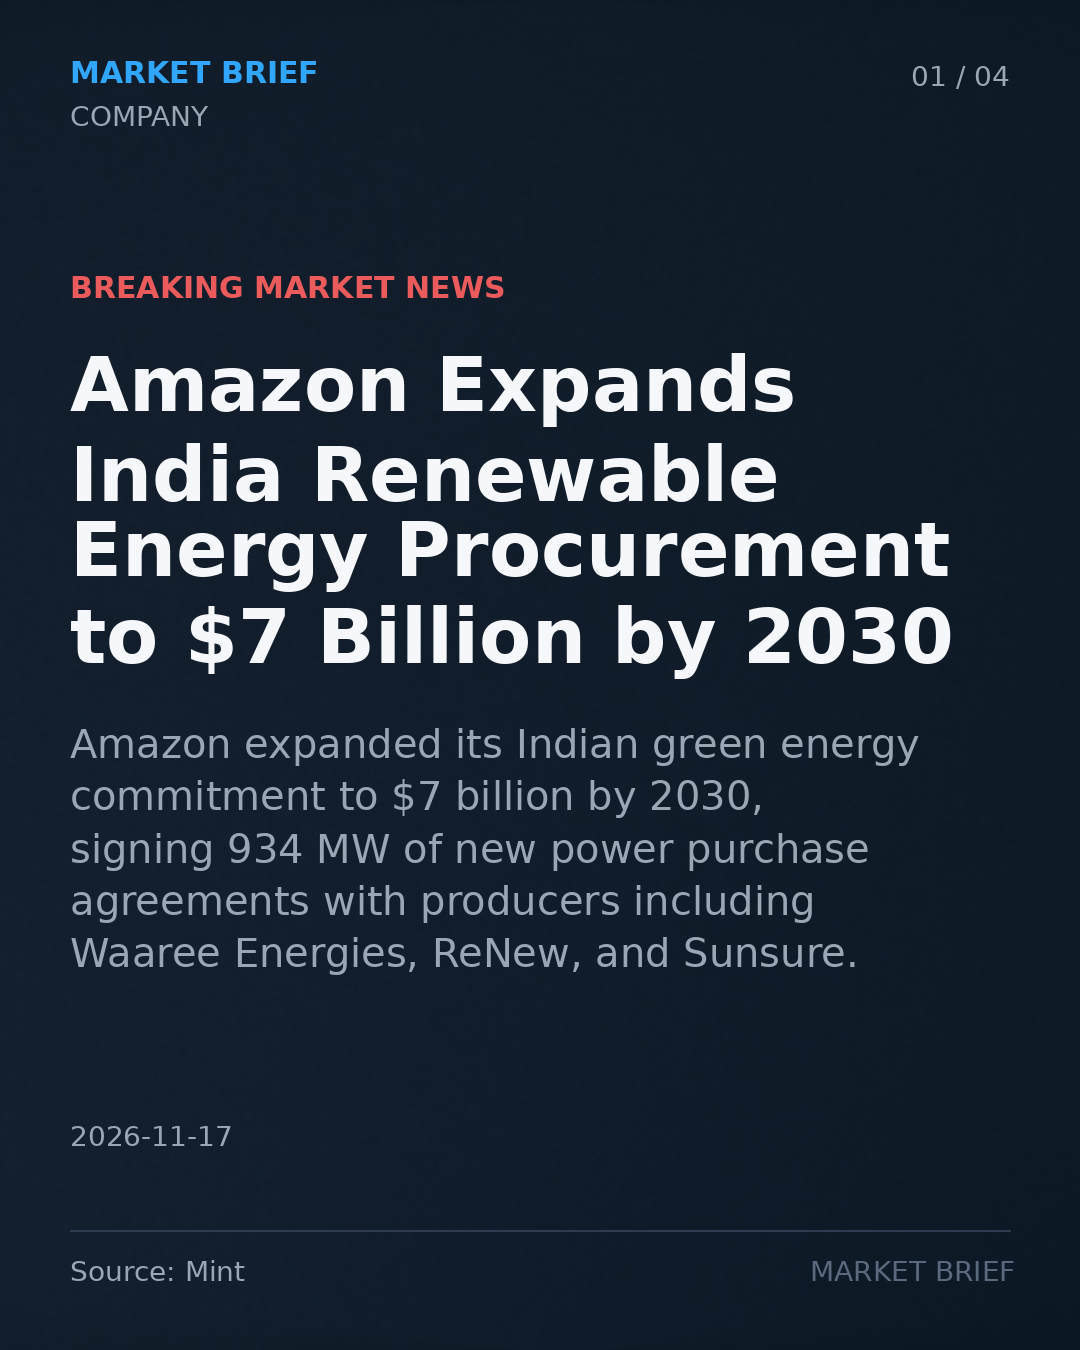 MARKET BRIEF
01 / 04
COMPANY
BREAKING MARKET NEWS
Amazon Expands
India Renewable
Energy Procurement
to $7 Billion by 2030
Amazon expanded its Indian green energy
commitment to $7 billion by 2030,
signing 934 MW of new power purchase
agreements with producers including
Waaree Energies, ReNew, and Sunsure.
2026-11-17
Source: Mint
MARKET BRIEF